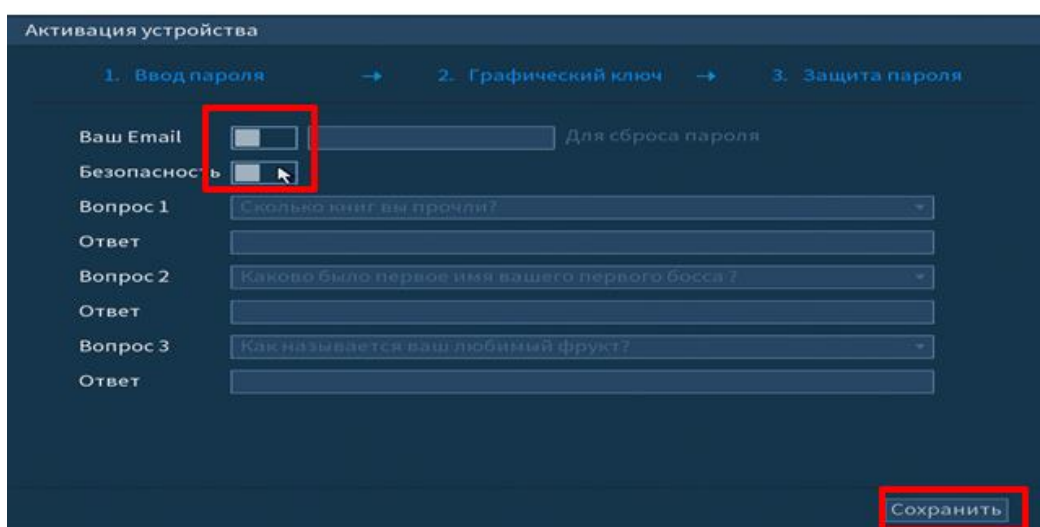 Активация устройства
1. Ввод пароля → 2. Графический ключ → 3. Защита пароля
Ваш Email Для сброса пароля
Безопасность
Вопрос 1 Сколько книг вы прочли?
Ответ
Вопрос 2 Каково было первое имя вашего первого босса ?
Ответ
Вопрос 3 Как называется ваш любимый фрукт?
Ответ
Сохранить